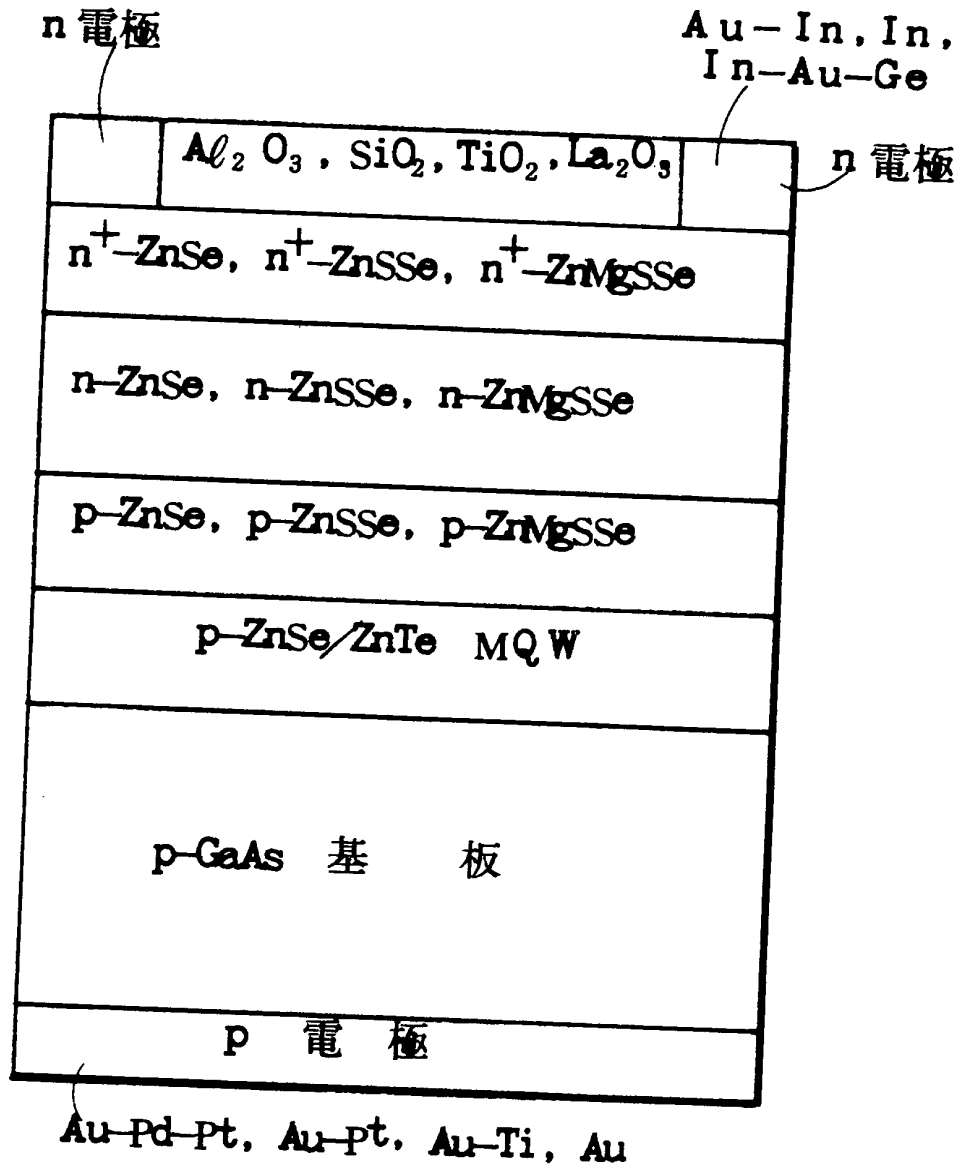 n 電極
Au－In, In,
In－Au－Ge
Aℓ₂O₃, SiO₂, TiO₂, La₂O₃
n 電極
n⁺－ZnSe, n⁺－ZnSSe, n⁺－ZnMgSSe
n－ZnSe, n－ZnSSe, n－ZnMgSSe
p－ZnSe, p－ZnSSe, p－ZnMgSSe
p－ZnSe/ZnTe MQW
p－GaAs 基 板
p 電 極
Au－Pd－Pt, Au－Pt, Au－Ti, Au